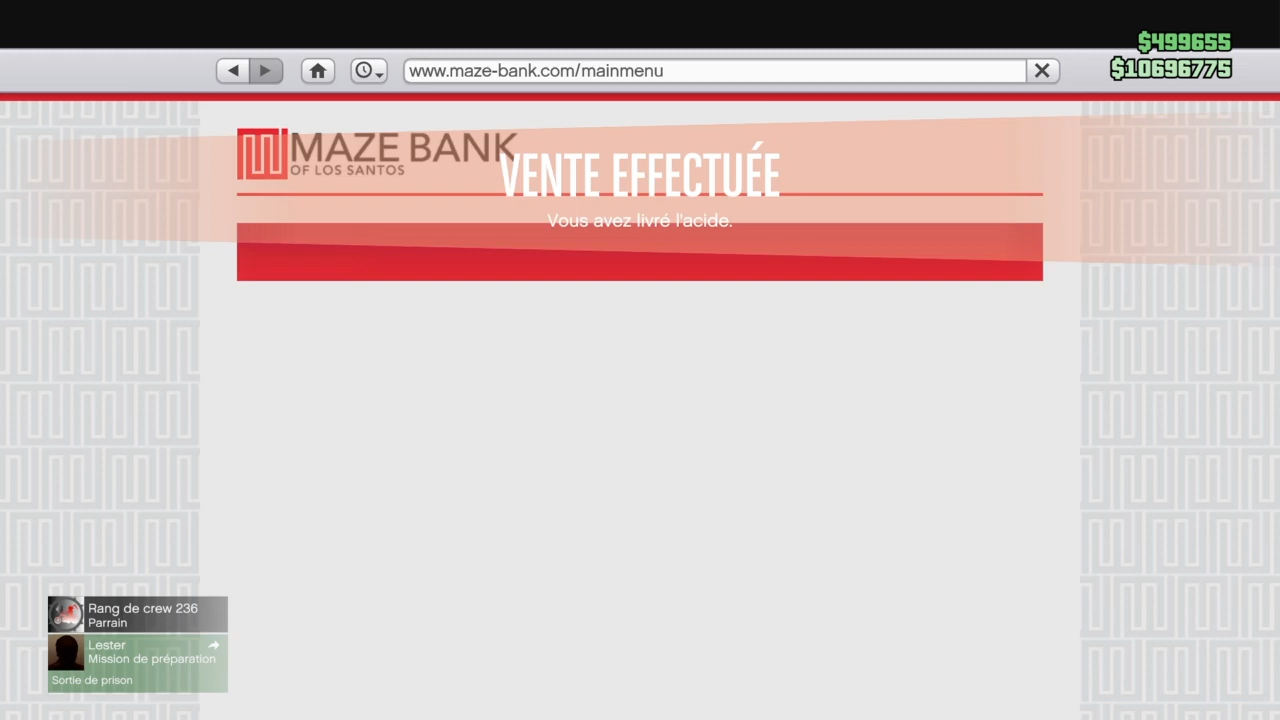 $499655
$10696775
www.maze-bank.com/mainmenu
MAZE BANK
OF LOS SANTOS
VENTE EFFECTUÉE
Vous avez livré l'acide.
Rang de crew 236
Parrain
Lester
Mission de préparation
Sortie de prison